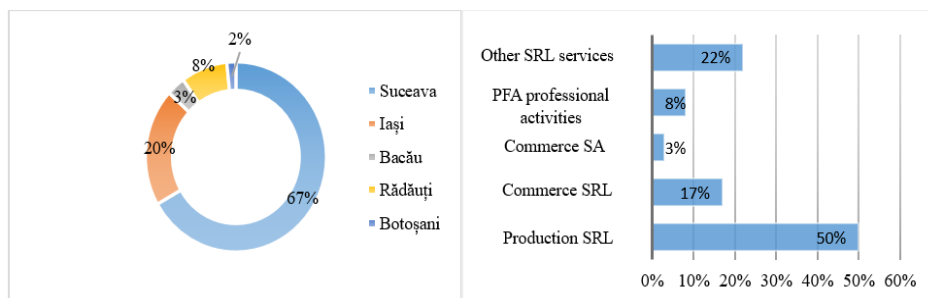 2%
8%
3%
20%
67%
Suceava
Iași
Bacău
Rădăuți
Botoșani
Other SRL services
22%
PFA professional
activities
8%
Commerce SA
3%
Commerce SRL
17%
Production SRL
50%
0% 10% 20% 30% 40% 50% 60%